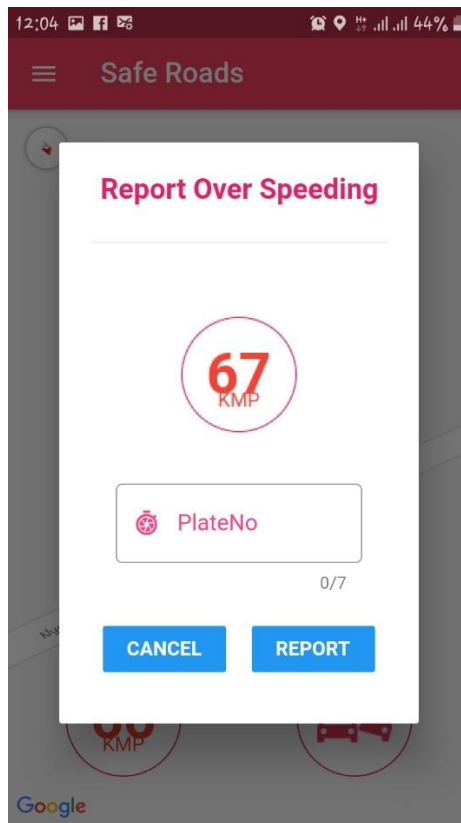 12:04 44%
Safe Roads
Report Over Speeding
67
KMP
PlateNo
0/7
CANCEL REPORT
KMP
Google